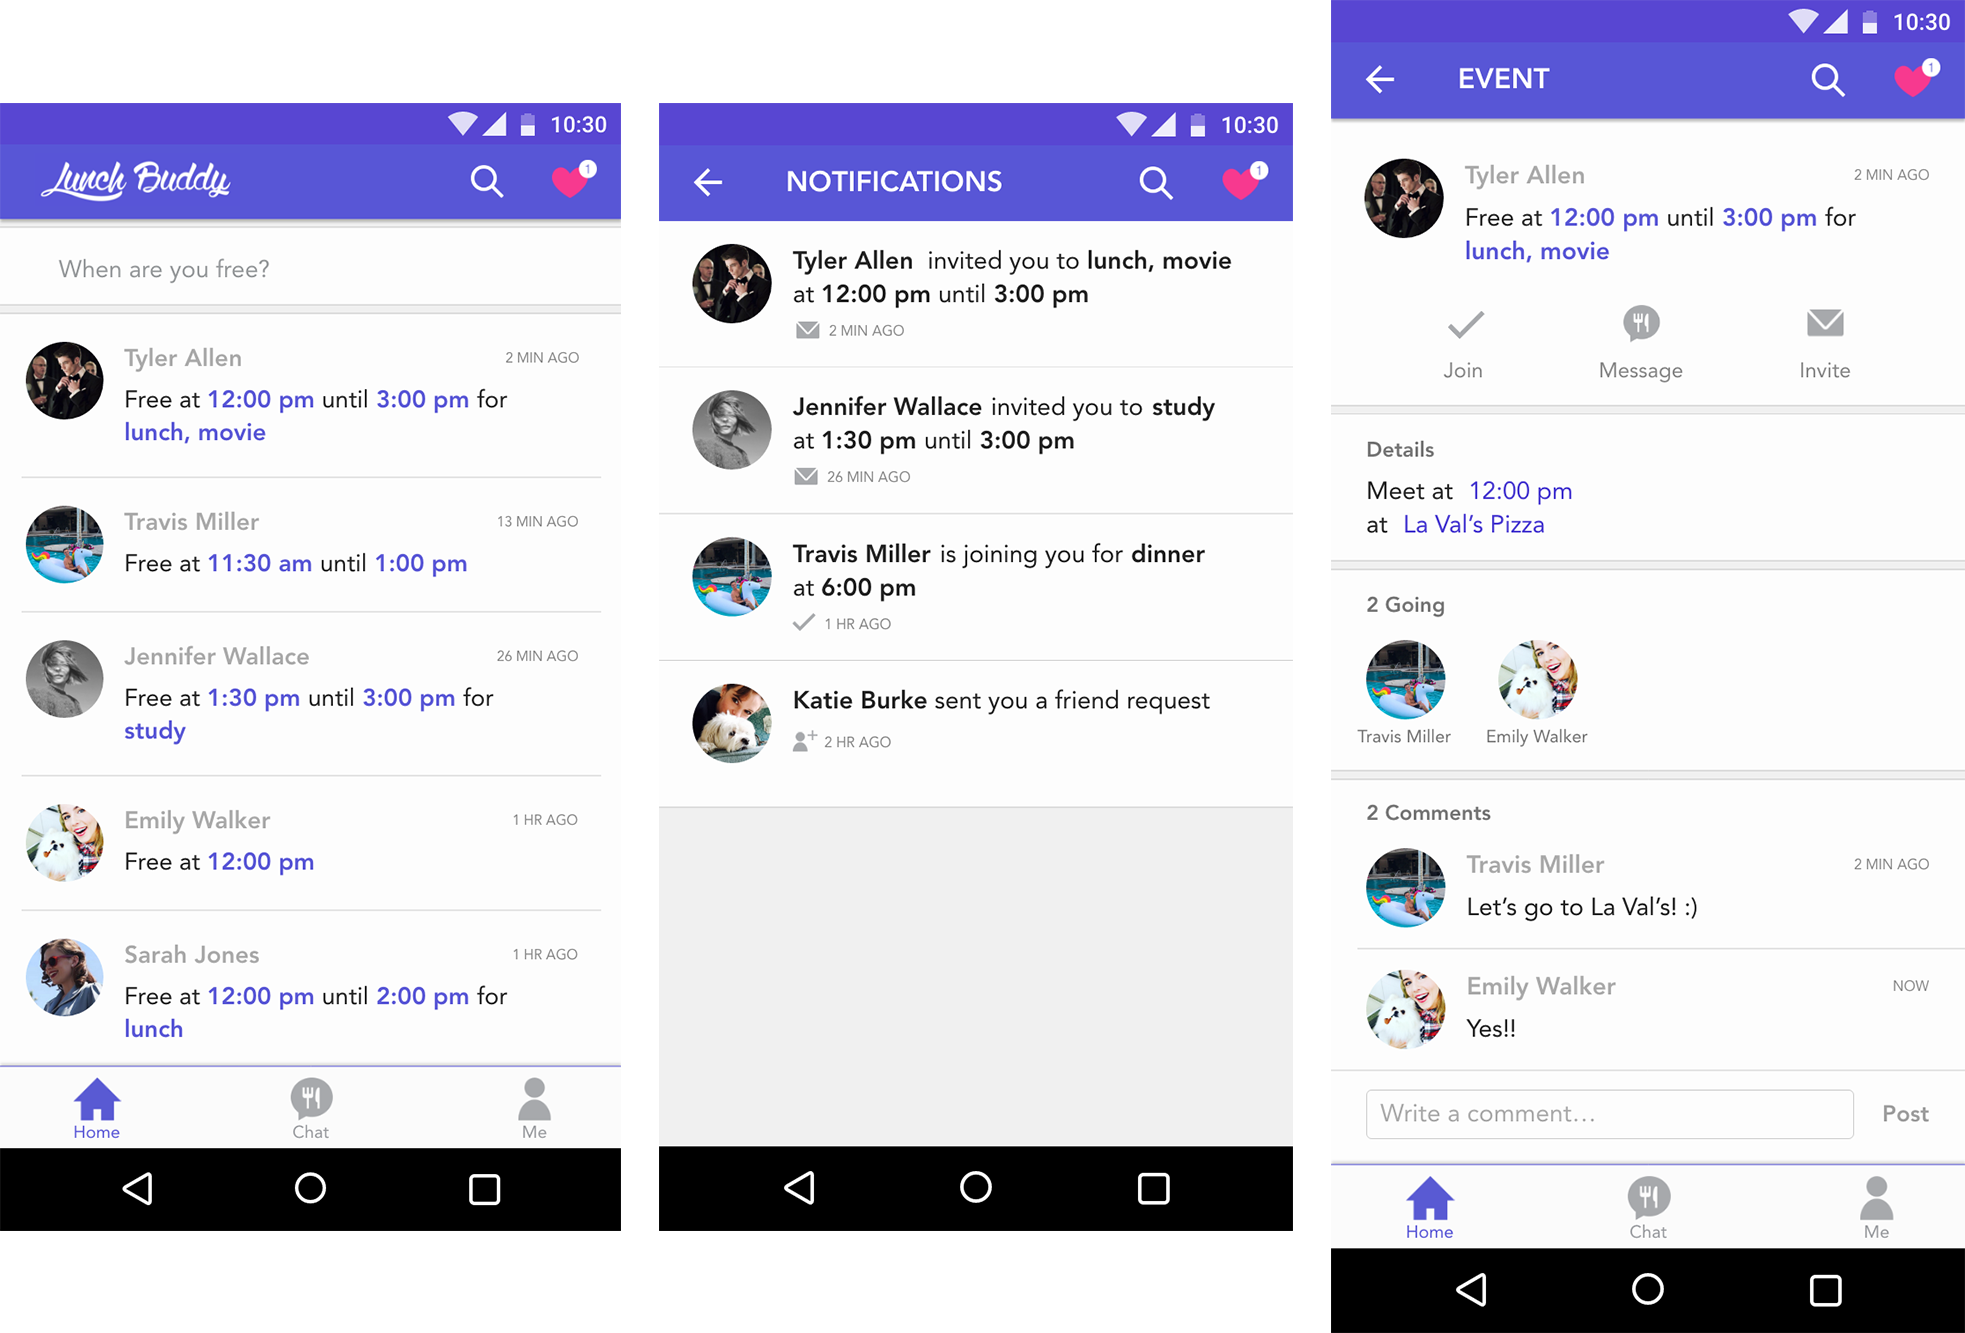 10:30
Lunch Buddy
1
When are you free?
Tyler Allen
2 MIN AGO
Free at 12:00 pm until 3:00 pm for
lunch, movie
Travis Miller
13 MIN AGO
Free at 11:30 am until 1:00 pm
Jennifer Wallace
26 MIN AGO
Free at 1:30 pm until 3:00 pm for
study
Emily Walker
1 HR AGO
Free at 12:00 pm
Sarah Jones
1 HR AGO
Free at 12:00 pm until 2:00 pm for
lunch
Home
Chat
Me
10:30
NOTIFICATIONS
1
Tyler Allen invited you to lunch, movie
at 12:00 pm until 3:00 pm
2 MIN AGO
Jennifer Wallace invited you to study
at 1:30 pm until 3:00 pm
26 MIN AGO
Travis Miller is joining you for dinner
at 6:00 pm
1 HR AGO
Katie Burke sent you a friend request
2 HR AGO
10:30
EVENT
1
Tyler Allen
2 MIN AGO
Free at 12:00 pm until 3:00 pm for
lunch, movie
Join
Message
Invite
Details
Meet at 12:00 pm
at La Val’s Pizza
2 Going
Travis Miller
Emily Walker
2 Comments
Travis Miller
2 MIN AGO
Let’s go to La Val’s! :)
Emily Walker
NOW
Yes!!
Write a comment…
Post
Home
Chat
Me